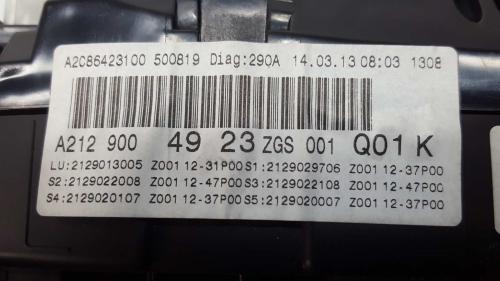 A2C86423100 500819 Diag:290A 14.03.13 08:03 1308
A212 900 49 23 ZGS 001 Q01 K
LU:2129013005 Z001 12-31P00 S1:2129029706 Z001 12-37P00
S2:2129022008 Z001 12-47P00 S3:2129022108 Z001 12-47P00
S4:2129020107 Z001 12-37P00 S5:2129020007 Z001 12-37P00